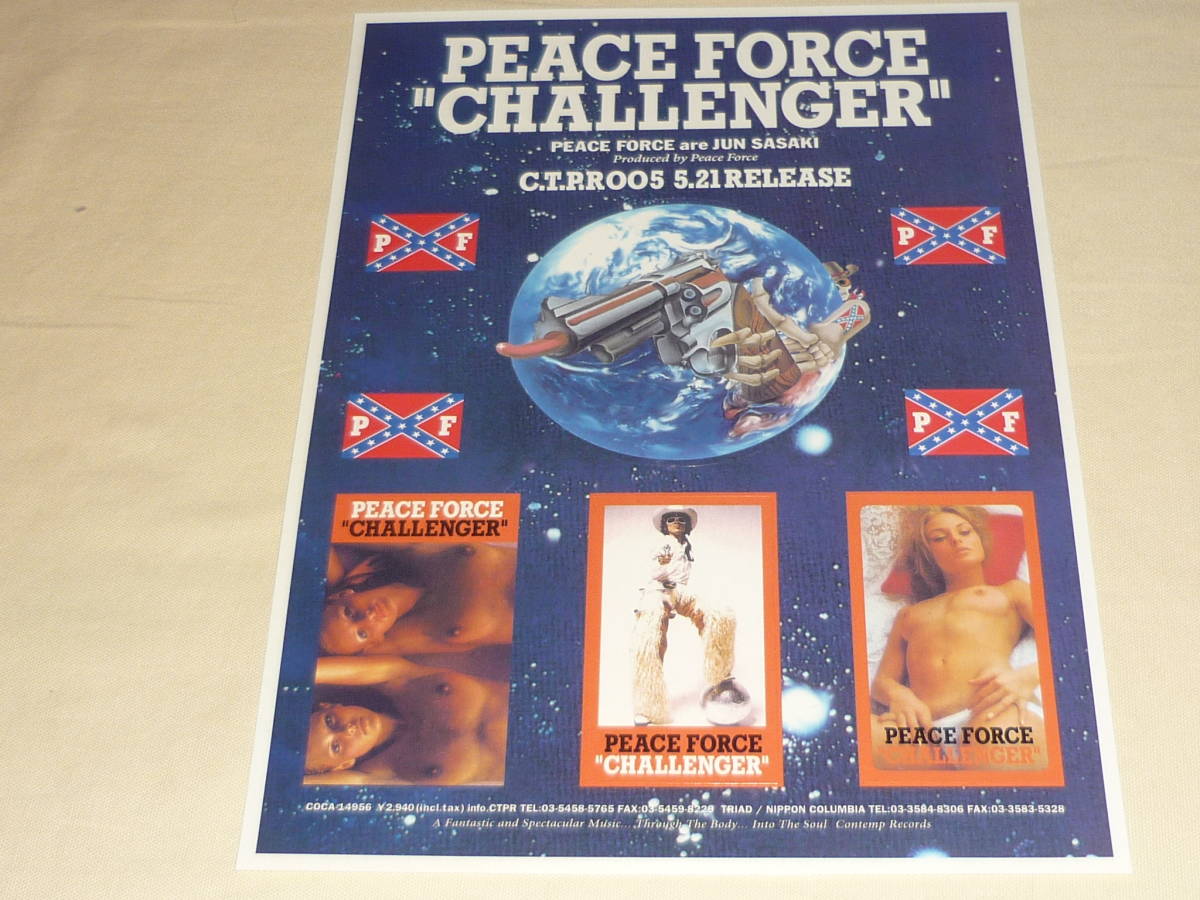 PEACE FORCE
"CHALLENGER"
PEACE FORCE are JUN SASAKI
Produced by Peace Force
C.T.P.R005 5.21 RELEASE
P F
P F
P F
P F
PEACE FORCE
"CHALLENGER"
PEACE FORCE
"CHALLENGER"
PEACE FORCE
"CHALLENGER"
COCA-14956 ¥2,940(incl.tax) info.CTPR TEL:03-5458-5765 FAX:03-5459-8229 TRIAD / NIPPON COLUMBIA TEL:03-3584-8306 FAX:03-3583-5328
A Fantastic and Spectacular Music... Through The Body... Into The Soul Contemp Records